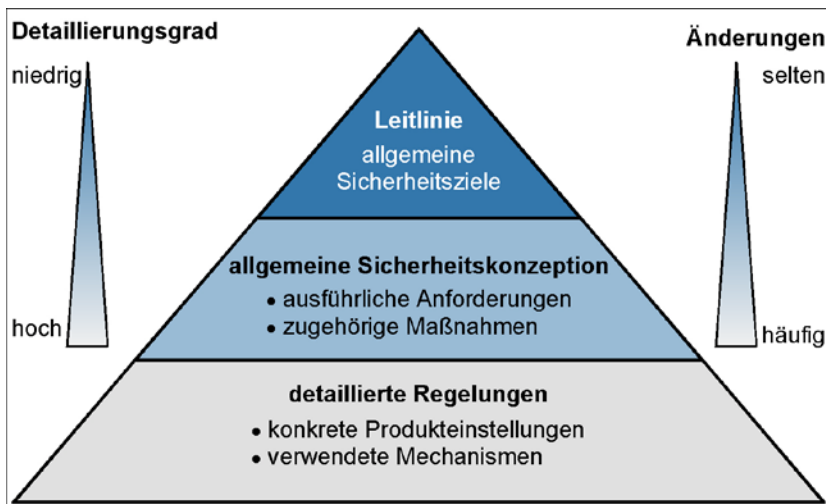 Detaillierungsgrad
niedrig
hoch
Leitlinie
allgemeine
Sicherheitsziele
allgemeine Sicherheitskonzeption
• ausführliche Anforderungen
• zugehörige Maßnahmen
detaillierte Regelungen
• konkrete Produkteinstellungen
• verwendete Mechanismen
Änderungen
selten
häufig